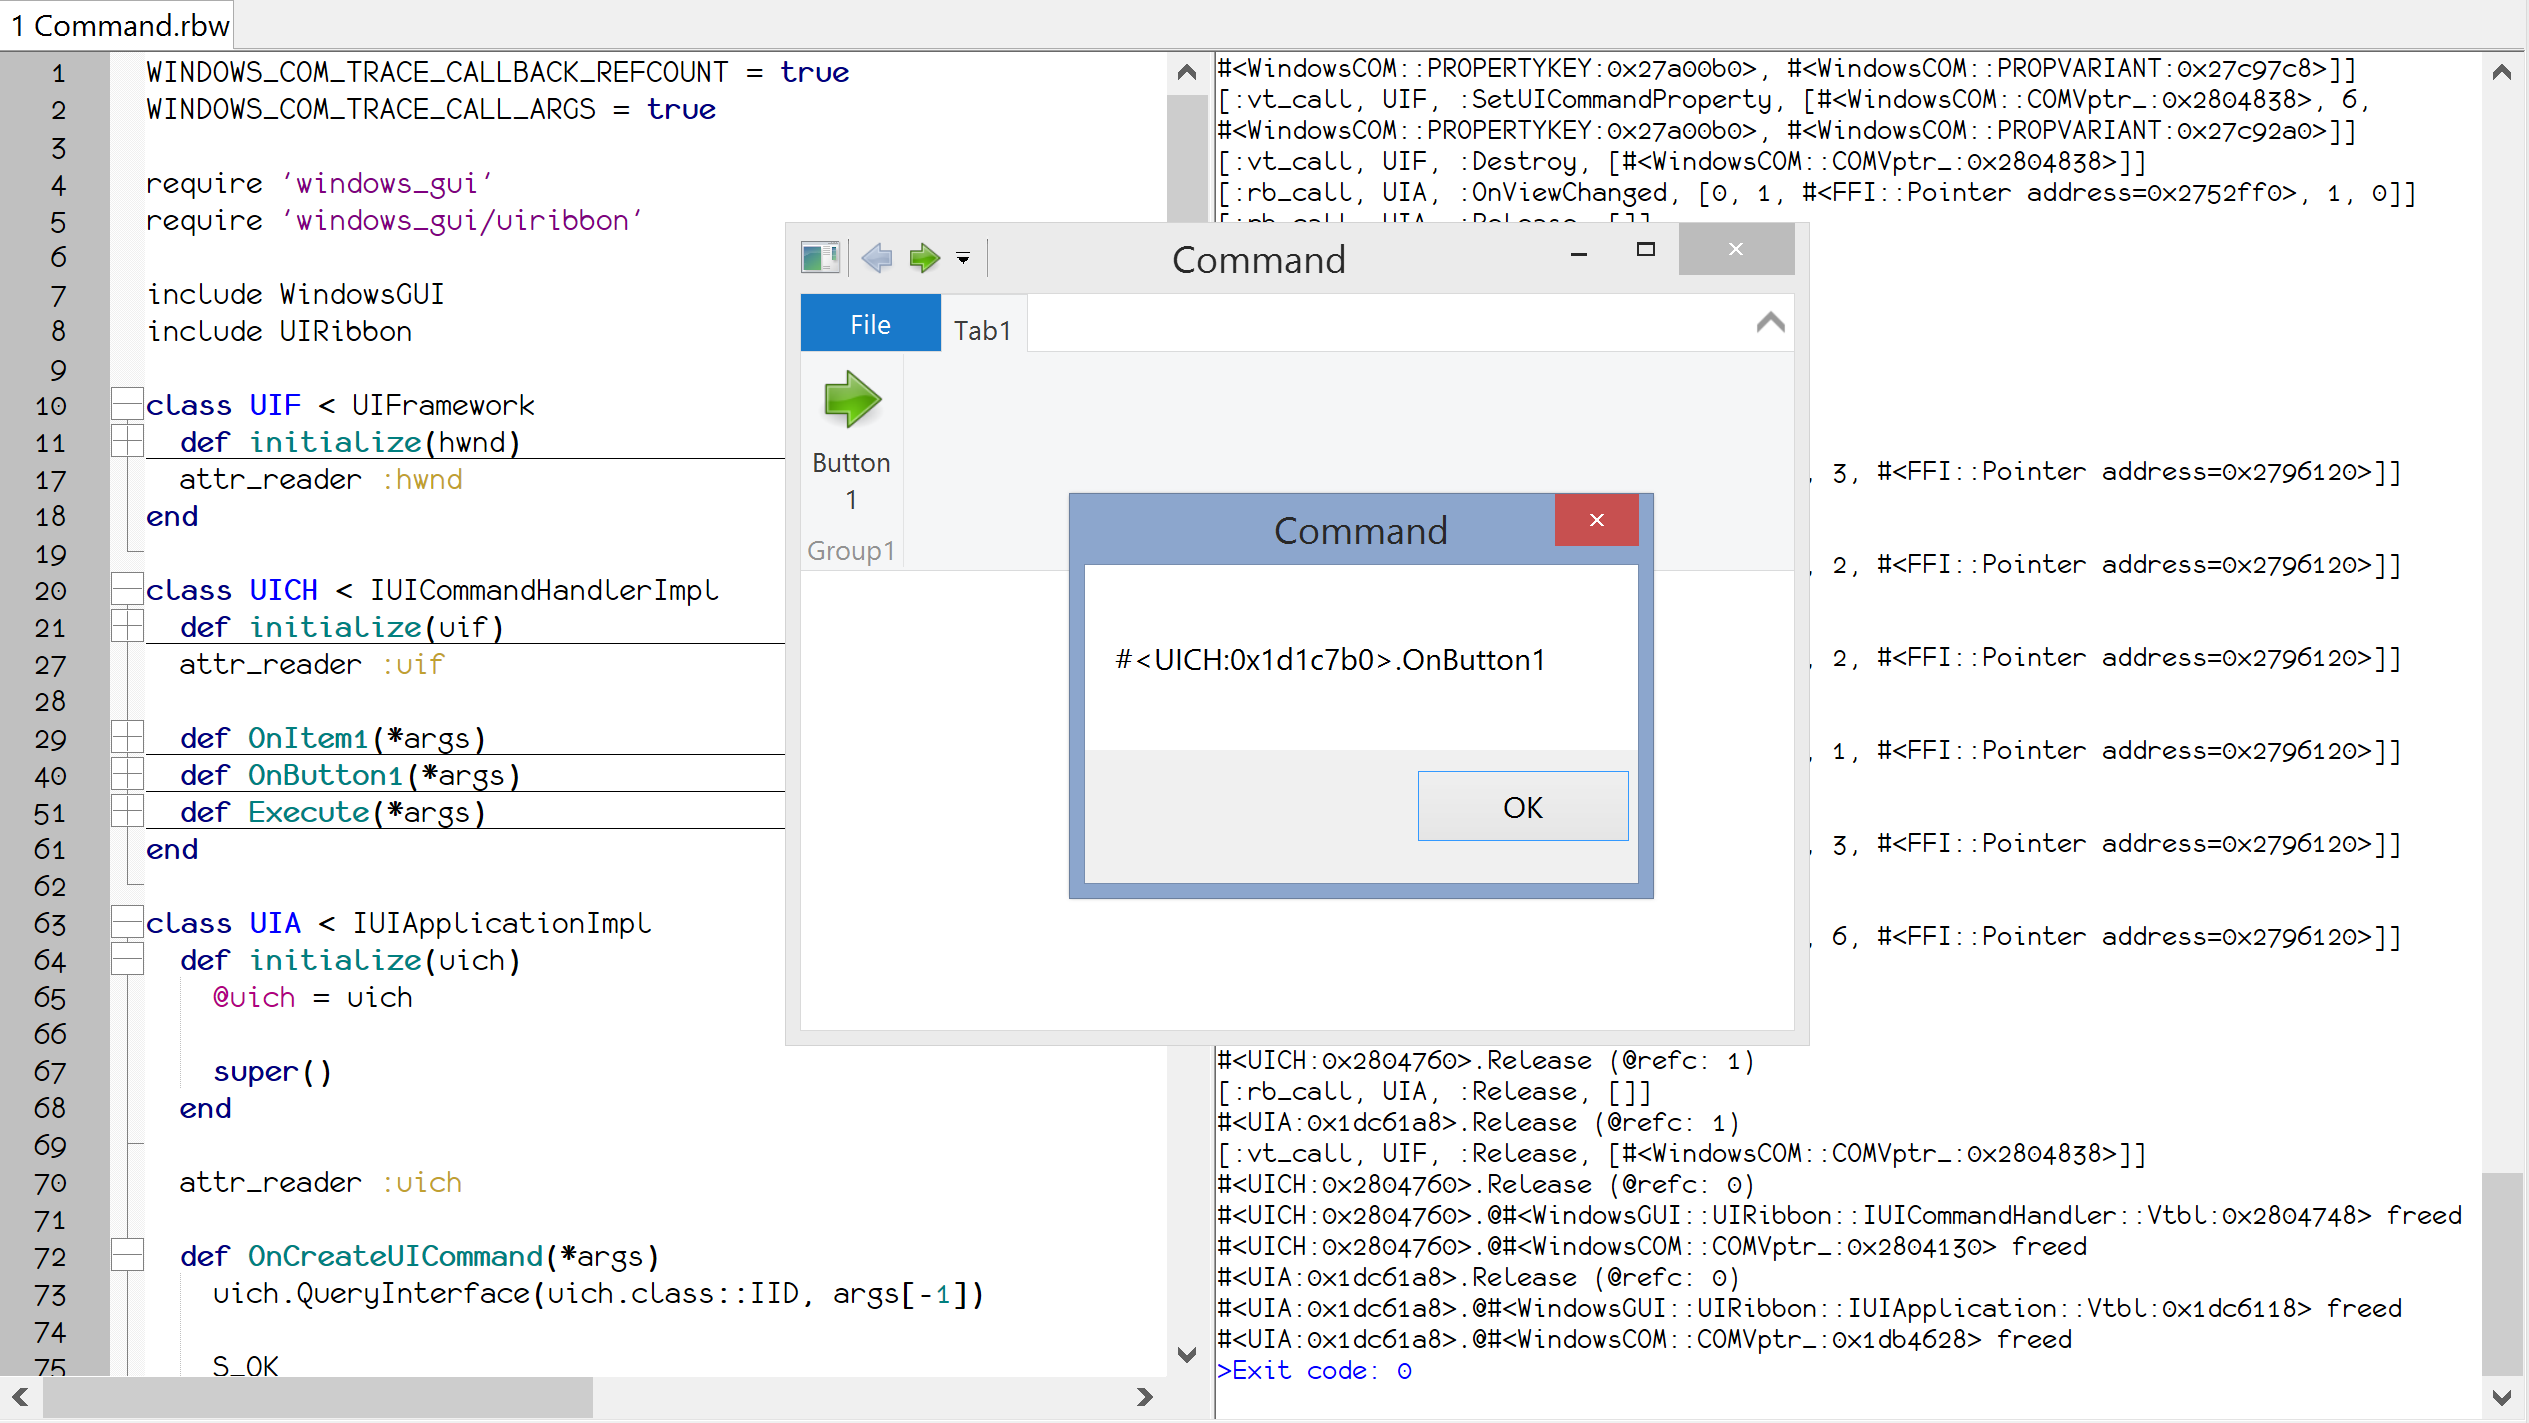 1 Command.rbw
1 WINDOWS_COM_TRACE_CALLBACK_REFCOUNT = true
2 WINDOWS_COM_TRACE_CALL_ARGS = true
3
4 require 'windows_gui'
5 require 'windows_gui/uiribbon'
6
7 include WindowsGUI
8 include UIRibbon
9
10 class UIF < UIFramework
11 def initialize(hwnd)
17 attr_reader :hwnd
18 end
19
20 class UICH < IUICommandHandlerImpl
21 def initialize(uif)
27 attr_reader :uif
28
29 def OnItem1(*args)
40 def OnButton1(*args)
51 def Execute(*args)
61 end
62
63 class UIA < IUIApplicationImpl
64 def initialize(uich)
65 @uich = uich
66
67 super()
68 end
69
70 attr_reader :uich
71
72 def OnCreateUICommand(*args)
73 uich.QueryInterface(uich.class::IID, args[-1])
74
75 S_OK
#<WindowsCOM::PROPERTYKEY:0x27a00b0>, #<WindowsCOM::PROPVARIANT:0x27c97c8>]]
[:vt_call, UIF, :SetUICommandProperty, [#<WindowsCOM::COMVptr_:0x2804838>, 6,
#<WindowsCOM::PROPERTYKEY:0x27a00b0>, #<WindowsCOM::PROPVARIANT:0x27c92a0>]]
[:vt_call, UIF, :Destroy, [#<WindowsCOM::COMVptr_:0x2804838>]]
[:rb_call, UIA, :OnViewChanged, [0, 1, #<FFI::Pointer address=0x2752ff0>, 1, 0]]
[:rb_call, UIA, :Release, []]
Command
File
Tab1
Button
1
Group1
Command
#<UICH:0x1d1c7b0>.OnButton1
OK
, 3, #<FFI::Pointer address=0x2796120>]]
, 2, #<FFI::Pointer address=0x2796120>]]
, 2, #<FFI::Pointer address=0x2796120>]]
, 1, #<FFI::Pointer address=0x2796120>]]
, 3, #<FFI::Pointer address=0x2796120>]]
, 6, #<FFI::Pointer address=0x2796120>]]
#<UICH:0x2804760>.Release (@refc: 1)
[:rb_call, UIA, :Release, []]
#<UIA:0x1dc61a8>.Release (@refc: 1)
[:vt_call, UIF, :Release, [#<WindowsCOM::COMVptr_:0x2804838>]]
#<UICH:0x2804760>.Release (@refc: 0)
#<UICH:0x2804760>.@#<WindowsGUI::UIRibbon::IUICommandHandler::Vtbl:0x2804748> freed
#<UICH:0x2804760>.@#<WindowsCOM::COMVptr_:0x2804130> freed
#<UIA:0x1dc61a8>.Release (@refc: 0)
#<UIA:0x1dc61a8>.@#<WindowsGUI::UIRibbon::IUIApplication::Vtbl:0x1dc6118> freed
#<UIA:0x1dc61a8>.@#<WindowsCOM::COMVptr_:0x1db4628> freed
>Exit code: 0